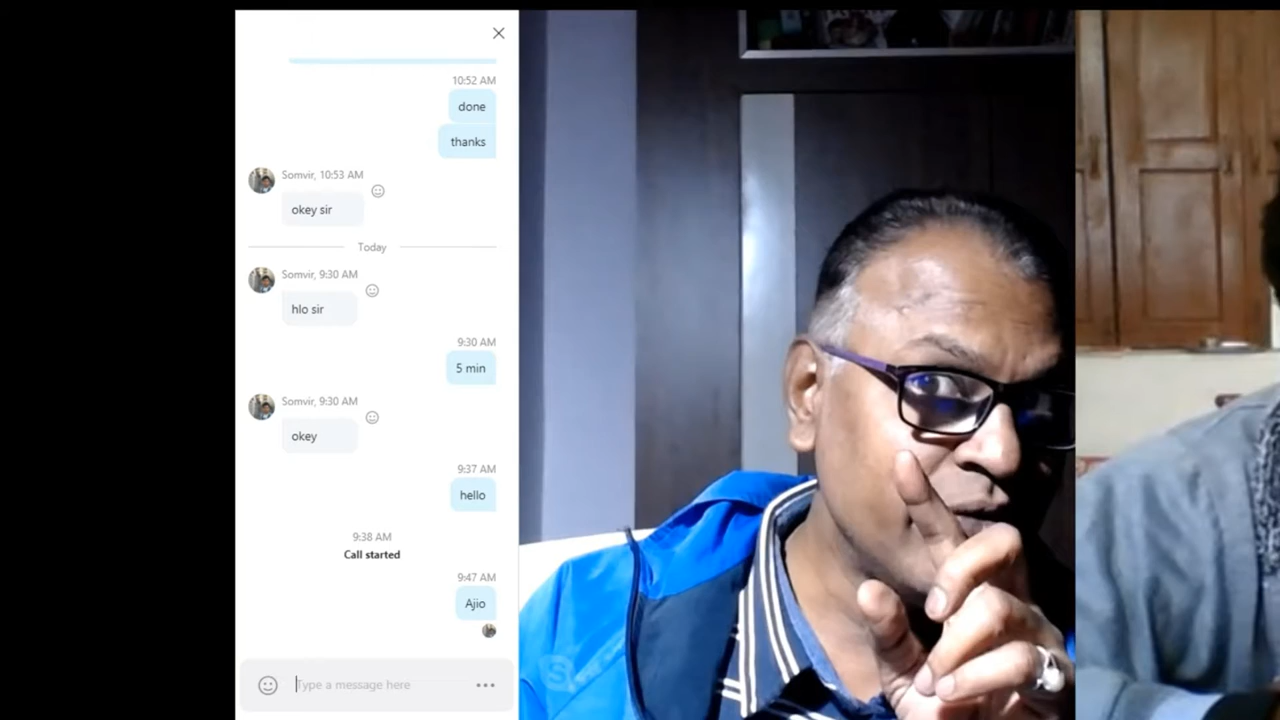 10:52 AM
done
thanks
Somvir, 10:53 AM
okey sir
Today
Somvir, 9:30 AM
hlo sir
9:30 AM
5 min
Somvir, 9:30 AM
okey
9:37 AM
hello
9:38 AM
Call started
9:47 AM
Ajio
Type a message here